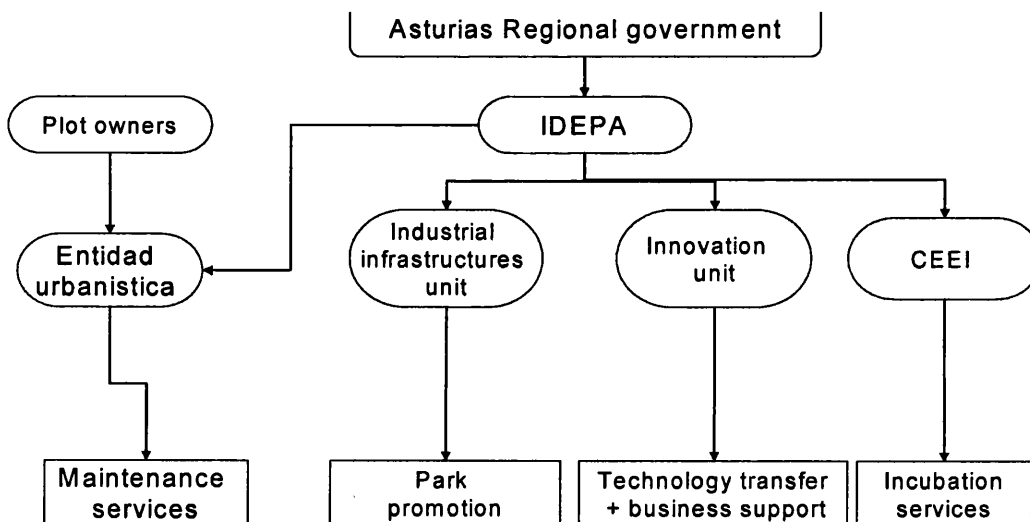 Asturias Regional government
Plot owners
IDEPA
Entidad
urbanistica
Industrial
infrastructures
unit
Innovation
unit
CEEI
Maintenance
services
Park
promotion
Technology transfer
+ business support
Incubation
services